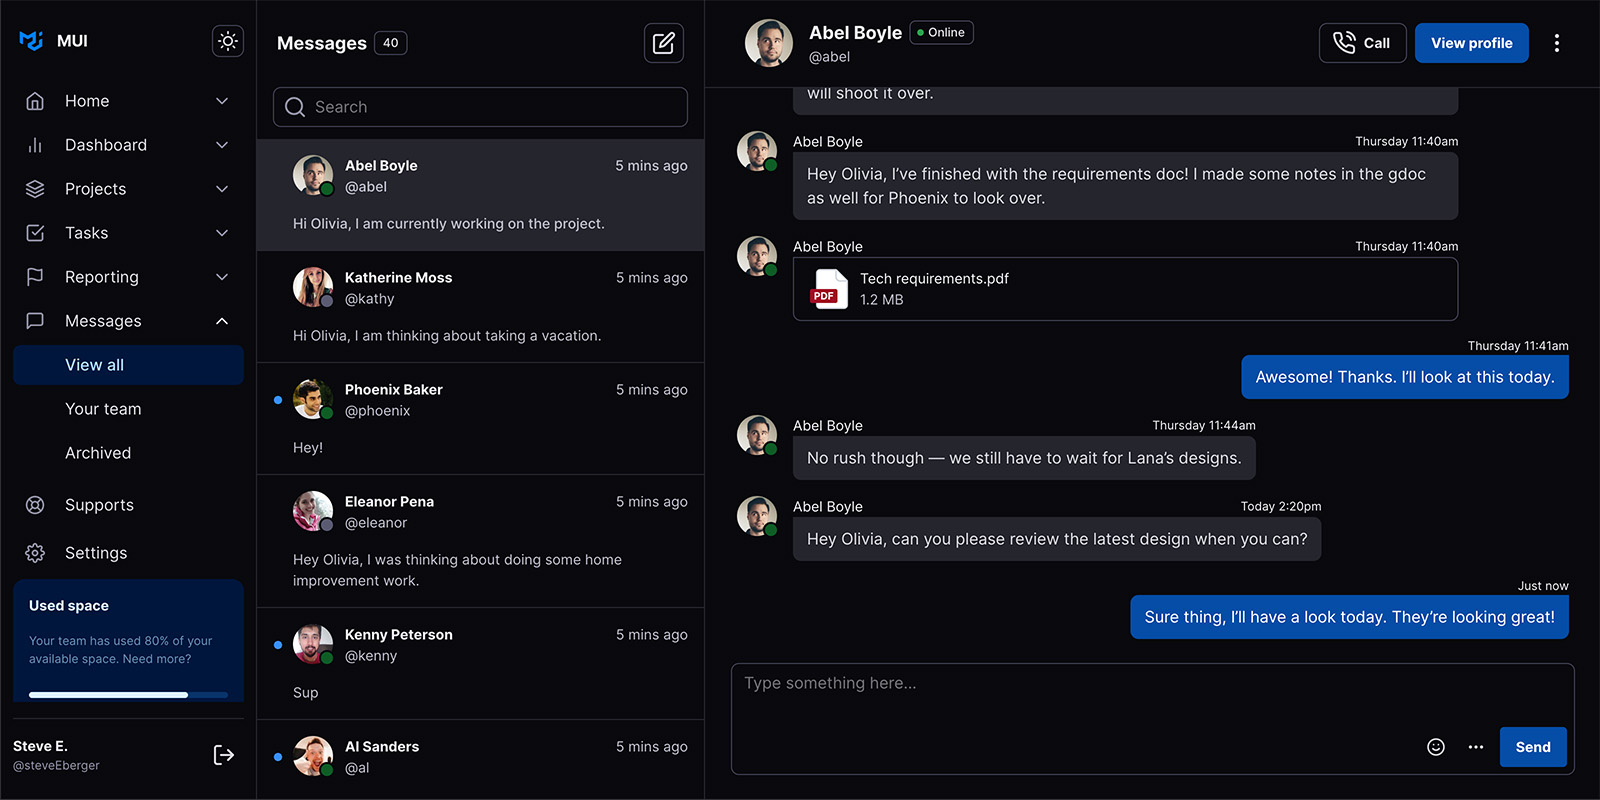 MUI
Home
Dashboard
Projects
Tasks
Reporting
Messages
View all
Your team
Archived
Supports
Settings
Used space
Your team has used 80% of your
available space. Need more?
Steve E.
@steveEberger
Messages 40
Search
Abel Boyle 5 mins ago
@abel
Hi Olivia, I am currently working on the project.
Katherine Moss 5 mins ago
@kathy
Hi Olivia, I am thinking about taking a vacation.
Phoenix Baker 5 mins ago
@phoenix
Hey!
Eleanor Pena 5 mins ago
@eleanor
Hey Olivia, I was thinking about doing some home
improvement work.
Kenny Peterson 5 mins ago
@kenny
Sup
Al Sanders 5 mins ago
@al
Abel Boyle Online
@abel
Call
View profile
will shoot it over.
Abel Boyle Thursday 11:40am
Hey Olivia, I’ve finished with the requirements doc! I made some notes in the gdoc
as well for Phoenix to look over.
Abel Boyle Thursday 11:40am
Tech requirements.pdf
PDF
1.2 MB
Thursday 11:41am
Awesome! Thanks. I’ll look at this today.
Abel Boyle Thursday 11:44am
No rush though — we still have to wait for Lana’s designs.
Abel Boyle Today 2:20pm
Hey Olivia, can you please review the latest design when you can?
Just now
Sure thing, I’ll have a look today. They’re looking great!
Type something here...
Send